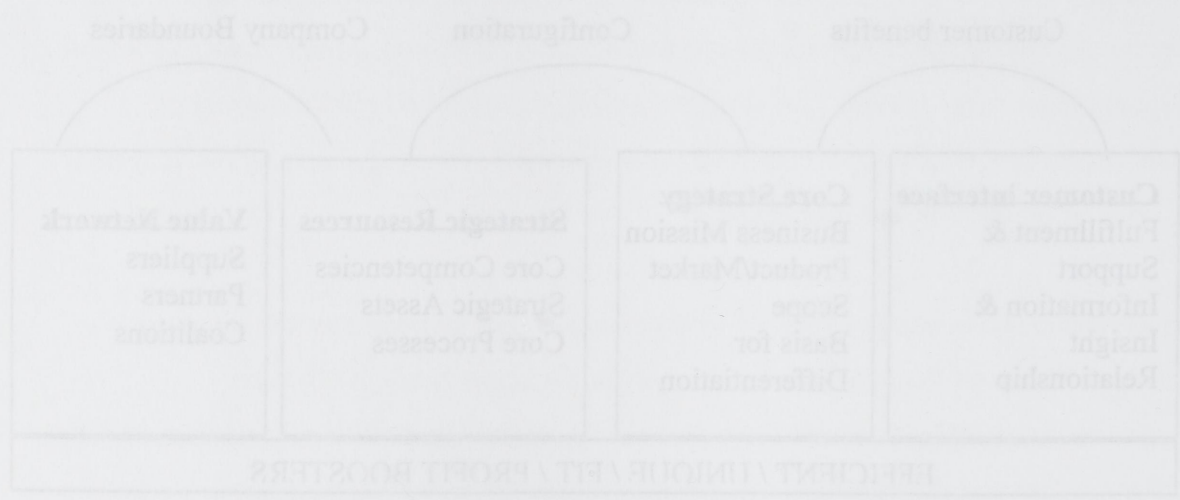 Customer benefits
Configuration
Company Boundaries
Customer Interface
Fulfillment &
Support
Information &
Insight
Relationship
Core Strategy
Business Mission
Product/Market
Scope
Basis for
Differentiation
Strategic Resources
Core Competencies
Strategic Assets
Core Processes
Value Network
Suppliers
Partners
Coalitions
EFFICIENT / UNIQUE / FIT / PROFIT BOOSTERS